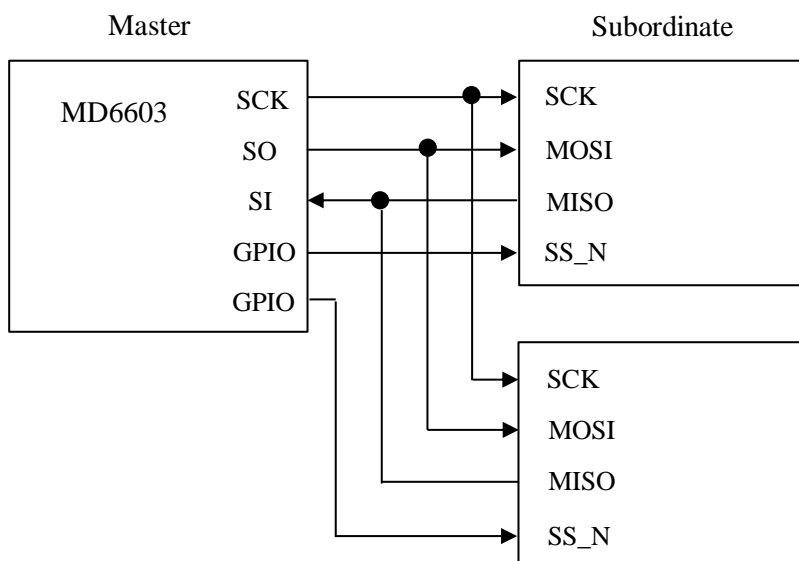 Master
Subordinate
MD6603
SCK
SO
SI
GPIO
GPIO
SCK
MOSI
MISO
SS_N
SCK
MOSI
MISO
SS_N